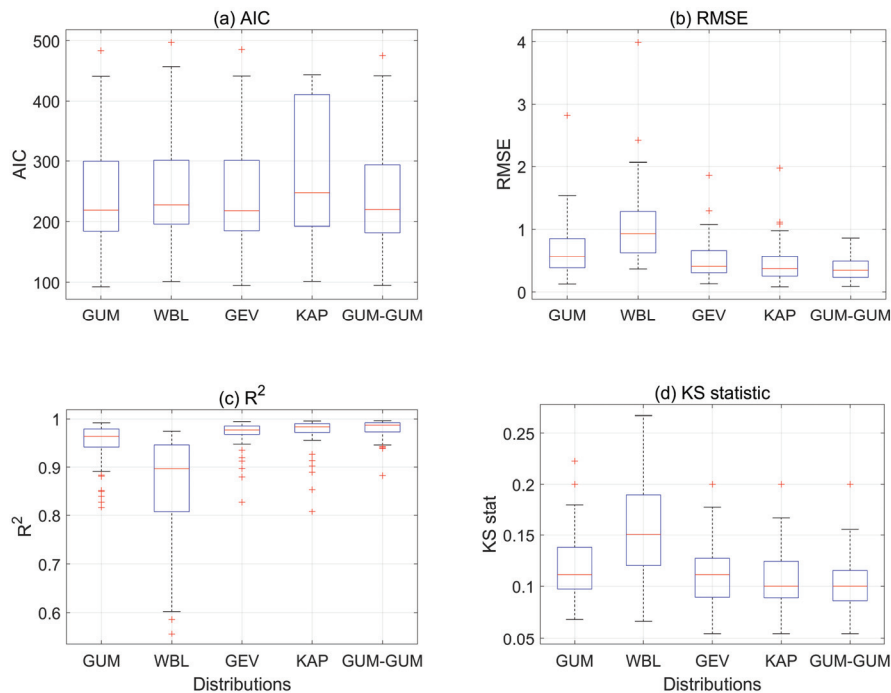 (a) AIC
500
400
300
200
100
AIC
GUM WBL GEV KAP GUM-GUM
(b) RMSE
4
3
2
1
0
RMSE
GUM WBL GEV KAP GUM-GUM
(c) R²
1
0.9
0.8
0.7
0.6
R²
GUM WBL GEV KAP GUM-GUM
Distributions
(d) KS statistic
0.25
0.2
0.15
0.1
0.05
KS stat
GUM WBL GEV KAP GUM-GUM
Distributions